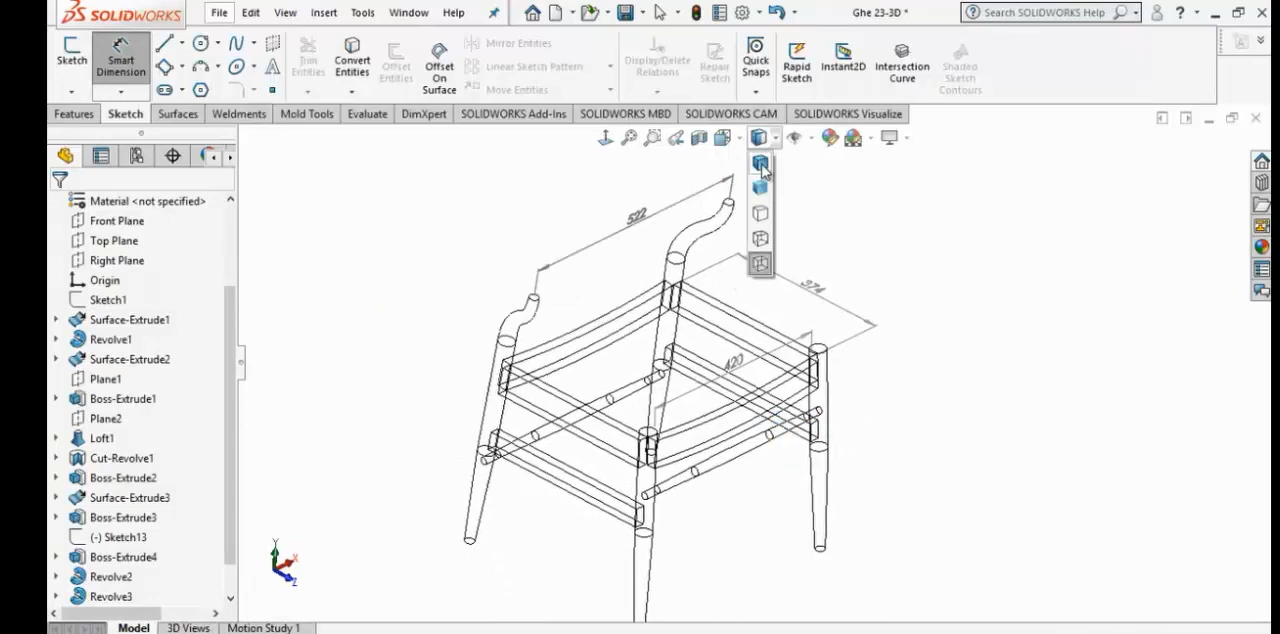 SOLIDWORKS
File Edit View Insert Tools Window Help
Ghe 23-3D *
Search SOLIDWORKS Help
Sketch
Smart Dimension
Trim Entities
Convert Entities
Offset Entities
Offset On Surface
Mirror Entities
Linear Sketch Pattern
Move Entities
Display/Delete Relations
Repair Sketch
Quick Snaps
Rapid Sketch
Instant2D
Intersection Curve
Shaded Sketch Contours
Features Sketch Surfaces Weldments Mold Tools Evaluate DimXpert SOLIDWORKS Add-Ins SOLIDWORKS MBD SOLIDWORKS CAM SOLIDWORKS Visualize
Material <not specified>
Front Plane
Top Plane
Right Plane
Origin
Sketch1
Surface-Extrude1
Revolve1
Surface-Extrude2
Plane1
Boss-Extrude1
Plane2
Loft1
Cut-Revolve1
Boss-Extrude2
Surface-Extrude3
Boss-Extrude3
(-) Sketch13
Boss-Extrude4
Revolve2
Revolve3
522
374
420
Y
X
Z
Model 3D Views Motion Study 1